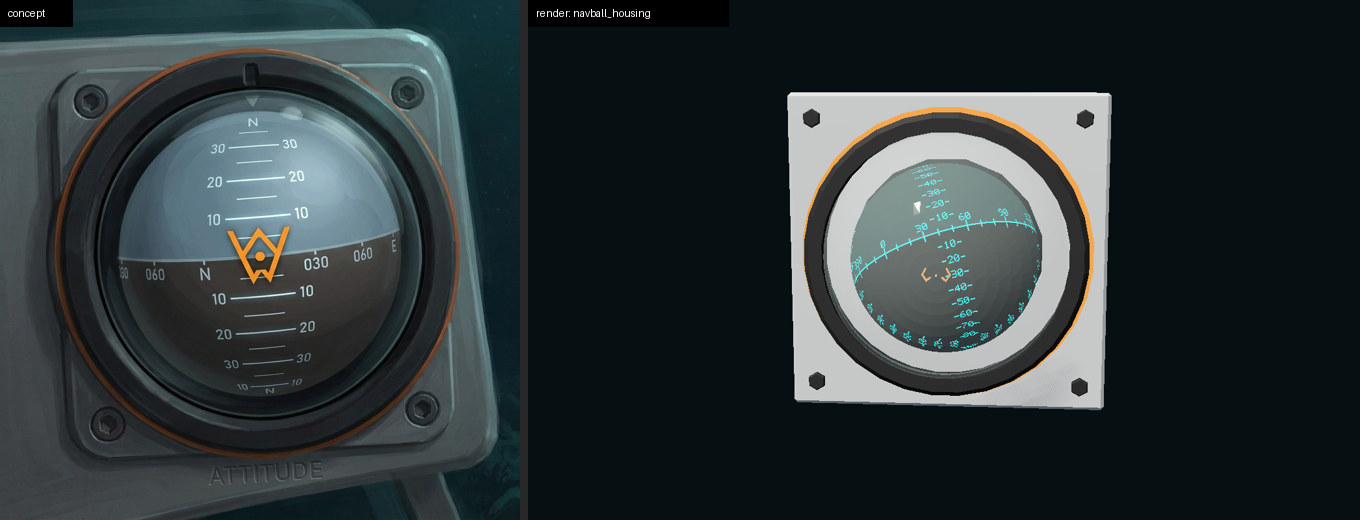 concept
render: navball_housing
N
30 30
20 20
10 10
060 N 030 060 E
10 10
20 20
30 30
10 N 10
ATTITUDE
-40-
-30-
-20-
-10-
0 30 60 90
-10-
-20-
30-
-40-
-50-
-60-
-70-